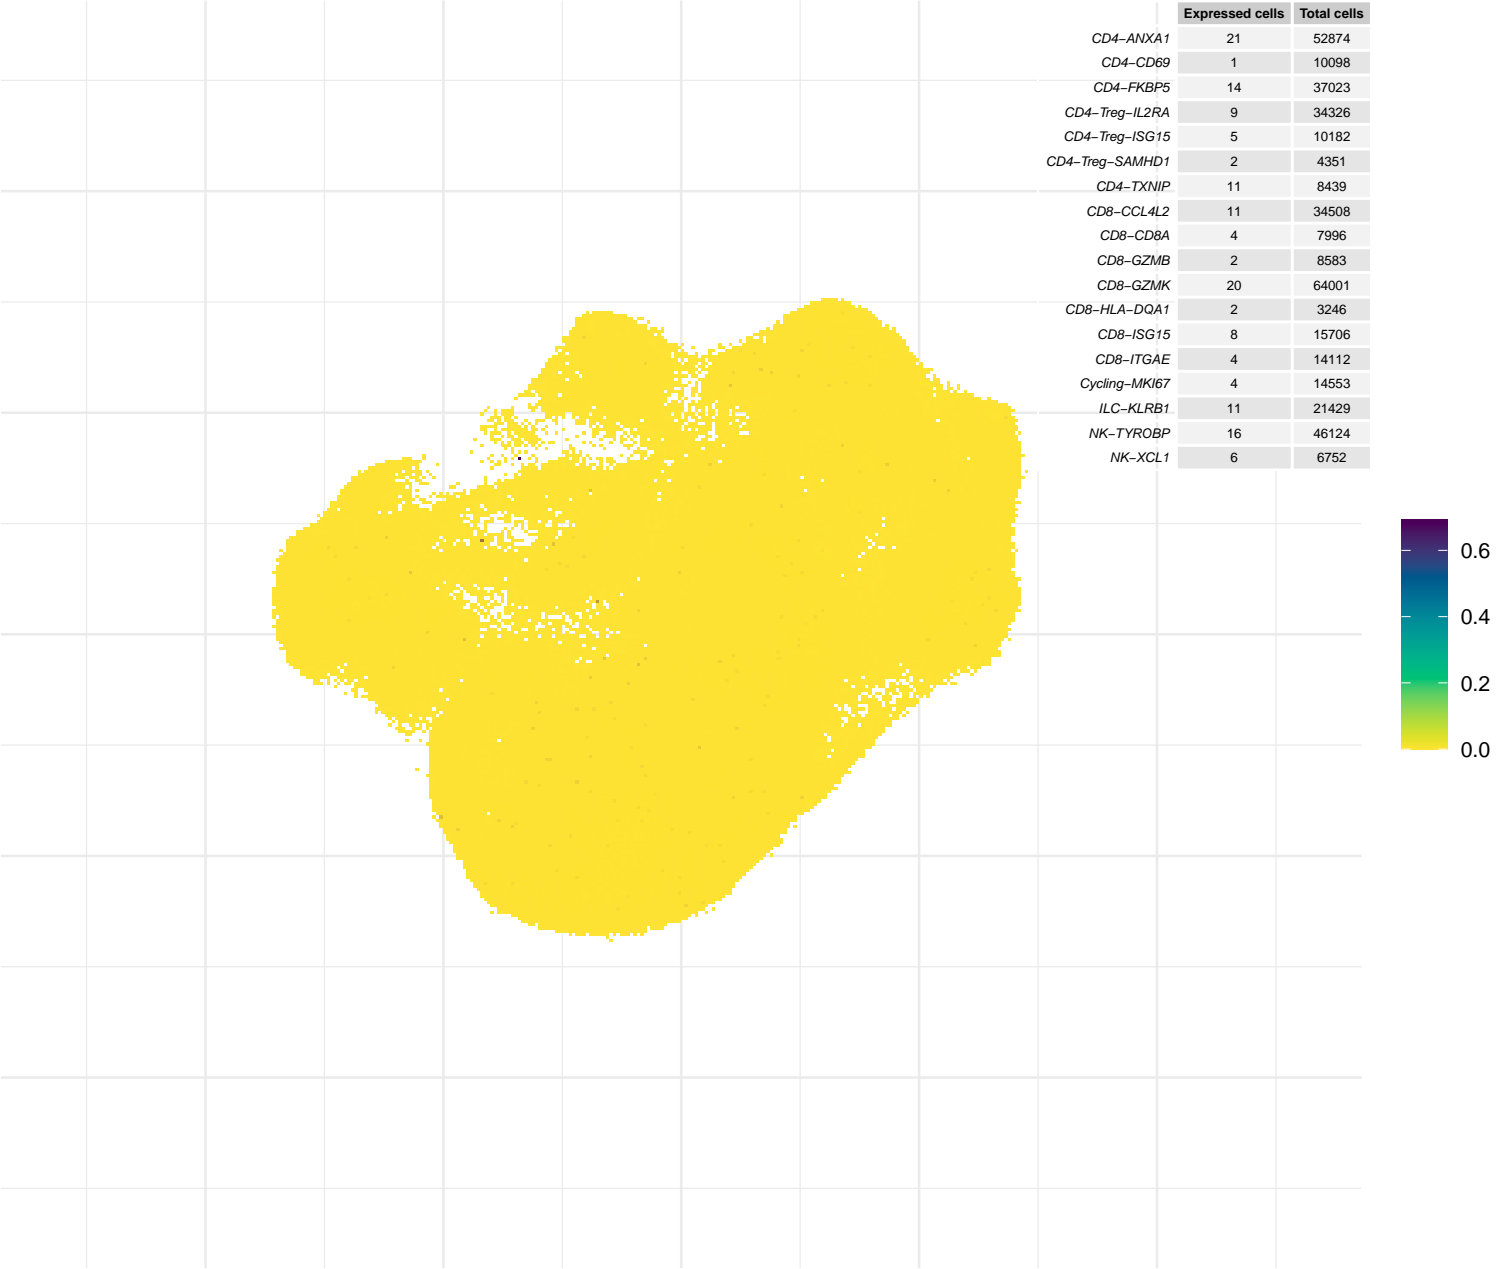 Expressed cells Total cells
CD4−ANXA1 21 52874
CD4−CD69 1 10098
CD4−FKBP5 14 37023
CD4−Treg−IL2RA 9 34326
CD4−Treg−ISG15 5 10182
CD4−Treg−SAMHD1 2 4351
CD4−TXNIP 11 8439
CD8−CCL4L2 11 34508
CD8−CD8A 4 7996
CD8−GZMB 2 8583
CD8−GZMK 20 64001
CD8−HLA−DQA1 2 3246
CD8−ISG15 8 15706
CD8−ITGAE 4 14112
Cycling−MKI67 4 14553
ILC−KLRB1 11 21429
NK−TYROBP 16 46124
NK−XCL1 6 6752
0.6
0.4
0.2
0.0